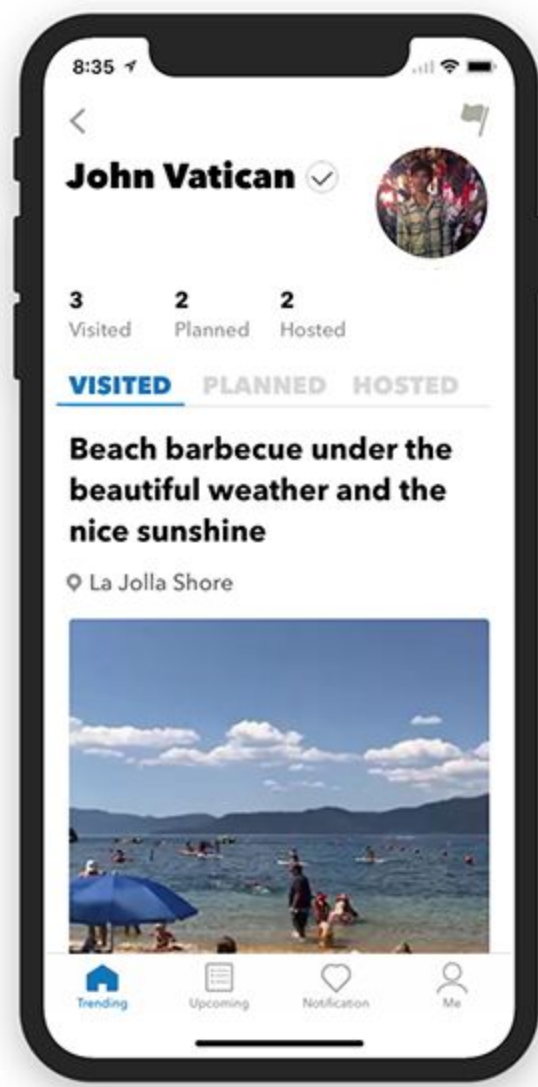 8:35
John Vatican
3 2 2
Visited Planned Hosted
VISITED PLANNED HOSTED
Beach barbecue under the
beautiful weather and the
nice sunshine
La Jolla Shore
Trending Upcoming Notification Me